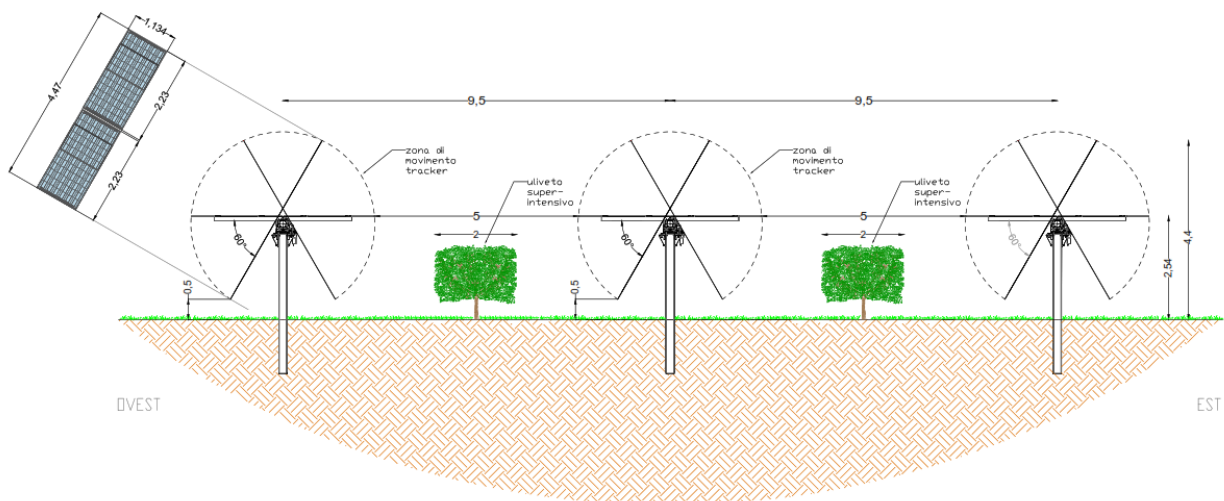 1,134
4,47
2,23
2,23
9,5
9,5
zona di
movimento
tracker
zona di
movimento
tracker
uliveto
super-
intensivo
uliveto
super-
intensivo
5
5
2
2
60°
60°
60°
0,5
0,5
2,54
4,4
OVEST
EST